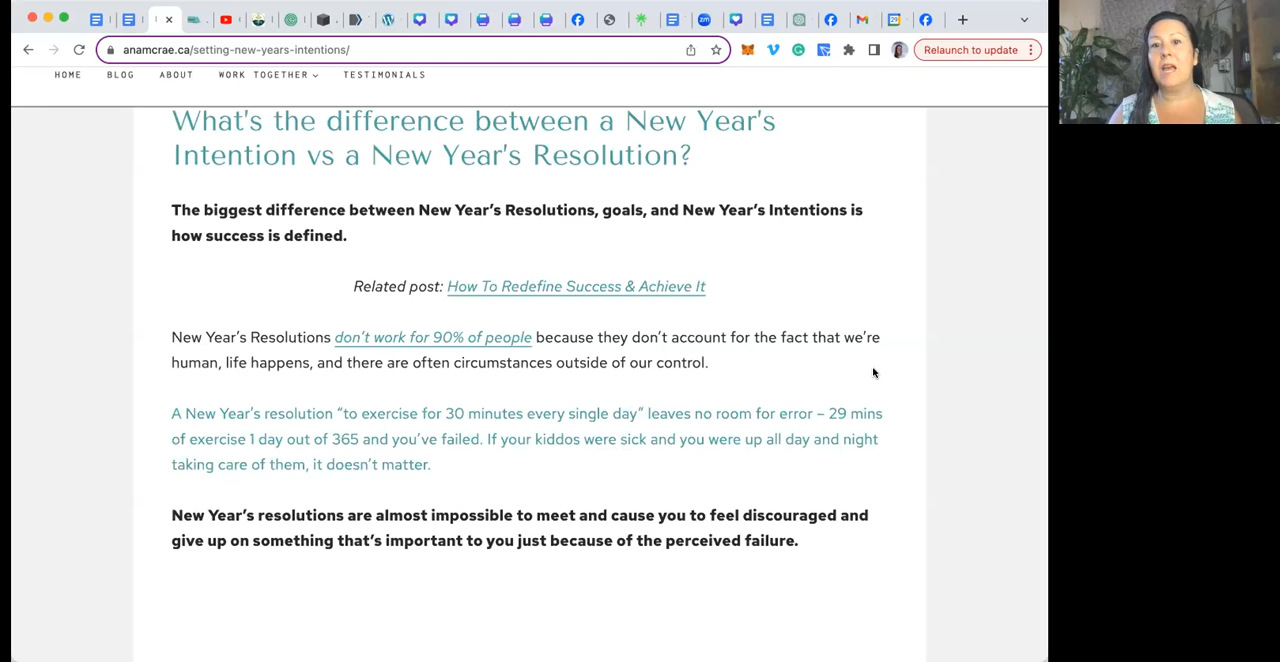 anamcrae.ca/setting-new-years-intentions/
Relaunch to update
HOME BLOG ABOUT WORK TOGETHER TESTIMONIALS
What's the difference between a New Year's
Intention vs a New Year's Resolution?
The biggest difference between New Year's Resolutions, goals, and New Year's Intentions is
how success is defined.
Related post: How To Redefine Success & Achieve It
New Year's Resolutions don't work for 90% of people because they don't account for the fact that we're
human, life happens, and there are often circumstances outside of our control.
A New Year's resolution “to exercise for 30 minutes every single day” leaves no room for error – 29 mins
of exercise 1 day out of 365 and you've failed. If your kiddos were sick and you were up all day and night
taking care of them, it doesn't matter.
New Year's resolutions are almost impossible to meet and cause you to feel discouraged and
give up on something that's important to you just because of the perceived failure.